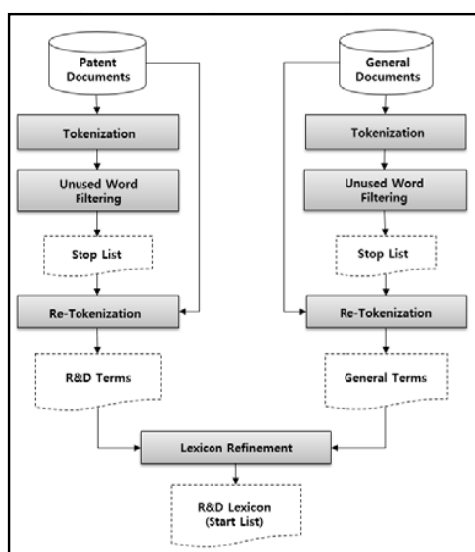 Patent
Documents
Tokenization
Unused Word
Filtering
Stop List
Re-Tokenization
R&D Terms
General
Documents
Tokenization
Unused Word
Filtering
Stop List
Re-Tokenization
General Terms
Lexicon Refinement
R&D Lexicon
(Start List)